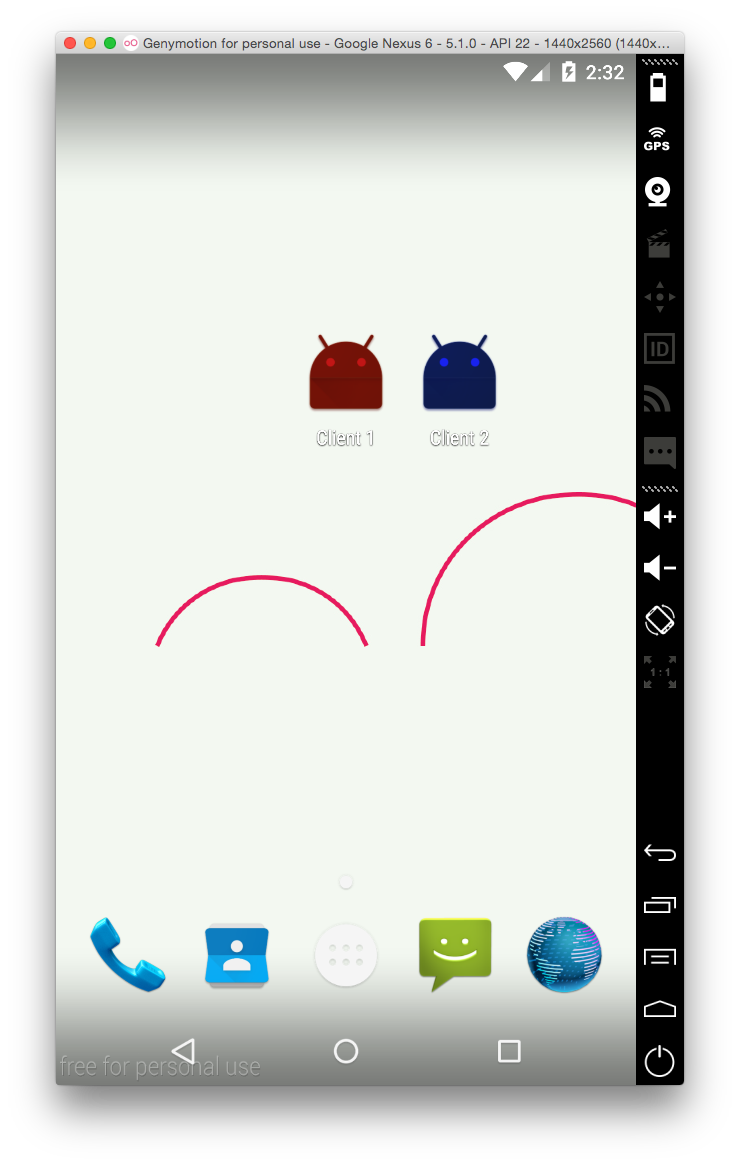 Genymotion for personal use - Google Nexus 6 - 5.1.0 - API 22 - 1440x2560 (1440x...
2:32
GPS
Client 1
Client 2
ID
1:1
free for personal use